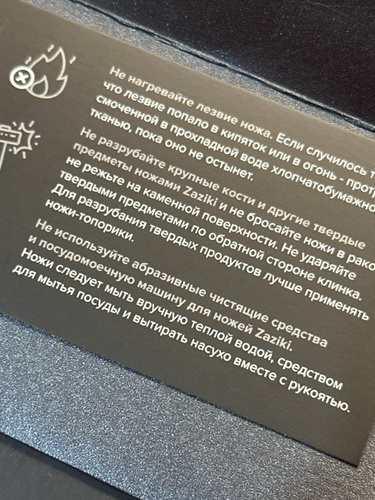 Не нагревайте лезвие ножа. Если случилось
что лезвие попало в кипяток или в огонь -
смоченной в прохладной воде хлопчатобумажно
тканью, пока оно не остынет.
Не разрубайте крупные кости и другие твердые
предметы ножами Zaziki и не бросайте ножи в рако
не режьте на каменной поверхности. Не ударяйте
твердыми предметами по обратной стороне клинка.
Для разрубания твердых продуктов лучше применять
ножи-топорики.
Не используйте абразивные чистящие средства
и посудомоечную машину для ножей Zaziki.
Ножи следует мыть вручную теплой водой, средством
для мытья посуды и вытирать насухо вместе с рукоятью.